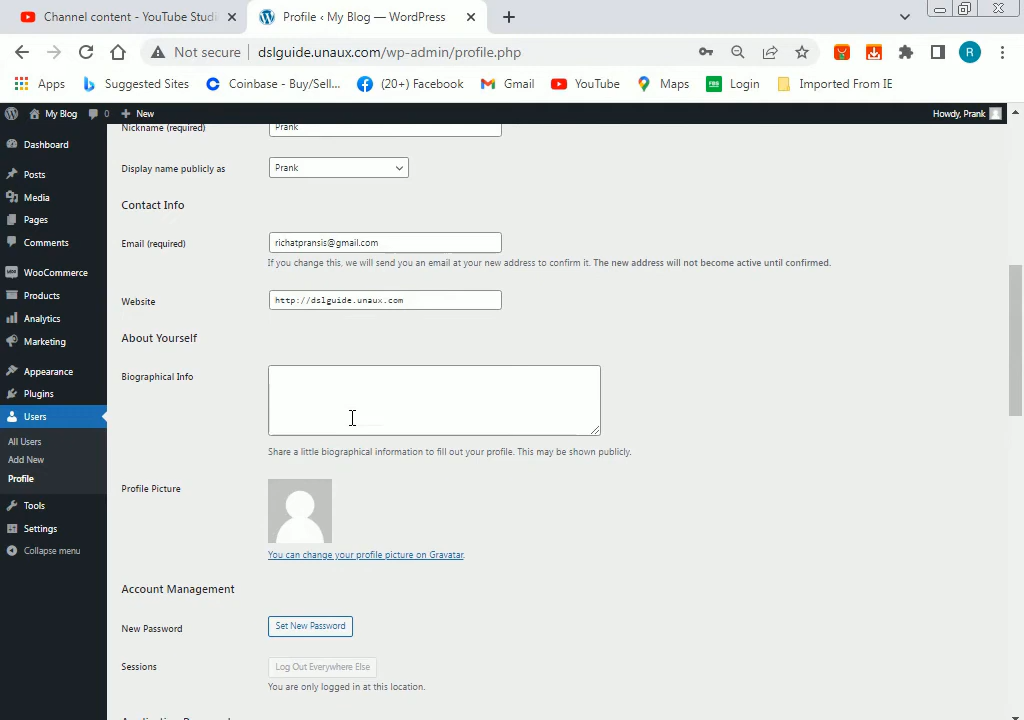 Channel content - YouTube Studi
Profile ‹ My Blog — WordPress
Not secure
dslguide.unaux.com/wp-admin/profile.php
R
Apps
Suggested Sites
Coinbase - Buy/Sell...
(20+) Facebook
Gmail
YouTube
Maps
Login
Imported From IE
My Blog
0
New
Howdy, Prank
Dashboard
Posts
Media
Pages
Comments
WooCommerce
Products
Analytics
Marketing
Appearance
Plugins
Users
All Users
Add New
Profile
Tools
Settings
Collapse menu
Nickname (required)
Prank
Display name publicly as
Prank
Contact Info
Email (required)
richatpransis@gmail.com
If you change this, we will send you an email at your new address to confirm it. The new address will not become active until confirmed.
Website
http://dslguide.unaux.com
About Yourself
Biographical Info
Share a little biographical information to fill out your profile. This may be shown publicly.
Profile Picture
You can change your profile picture on Gravatar.
Account Management
New Password
Set New Password
Sessions
Log Out Everywhere Else
You are only logged in at this location.